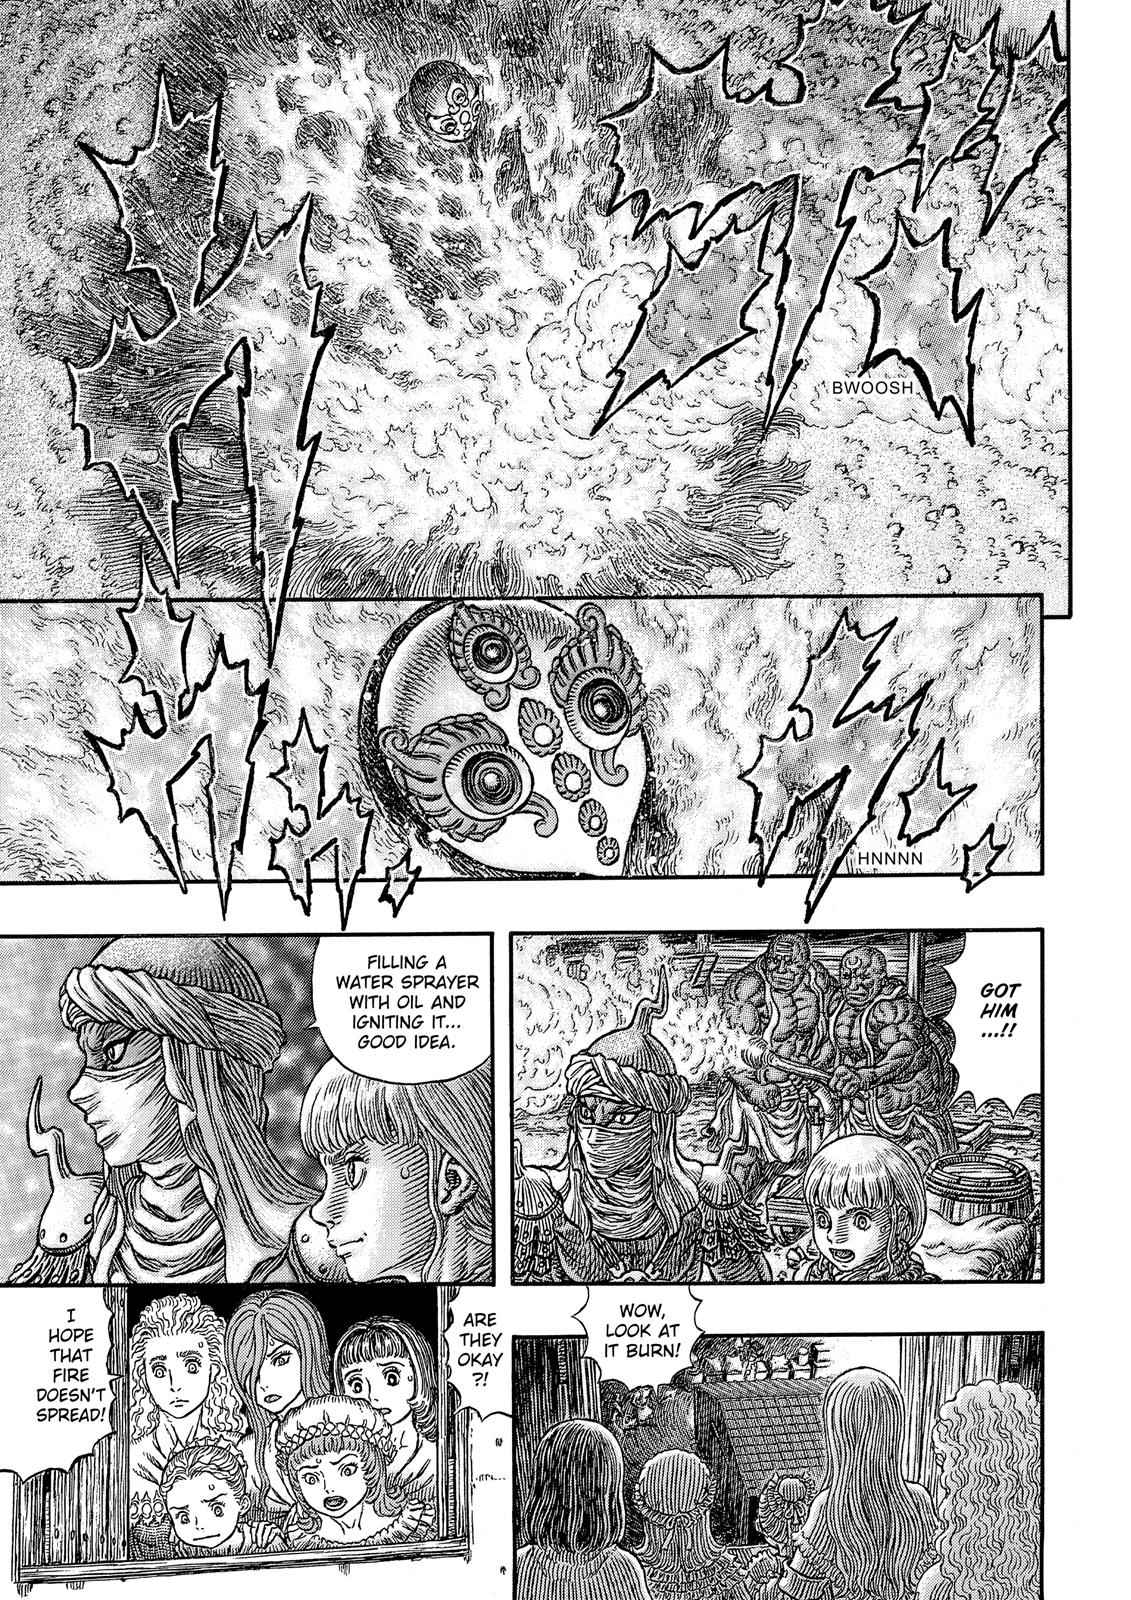 BWOOSH
HNNNN
GOT
HIM
...!!
FILLING A
WATER SPRAYER
WITH OIL AND
IGNITING IT...
GOOD IDEA.
WOW,
LOOK AT
IT BURN!
ARE
THEY
OKAY
?!
I
HOPE
THAT
FIRE
DOESN'T
SPREAD!